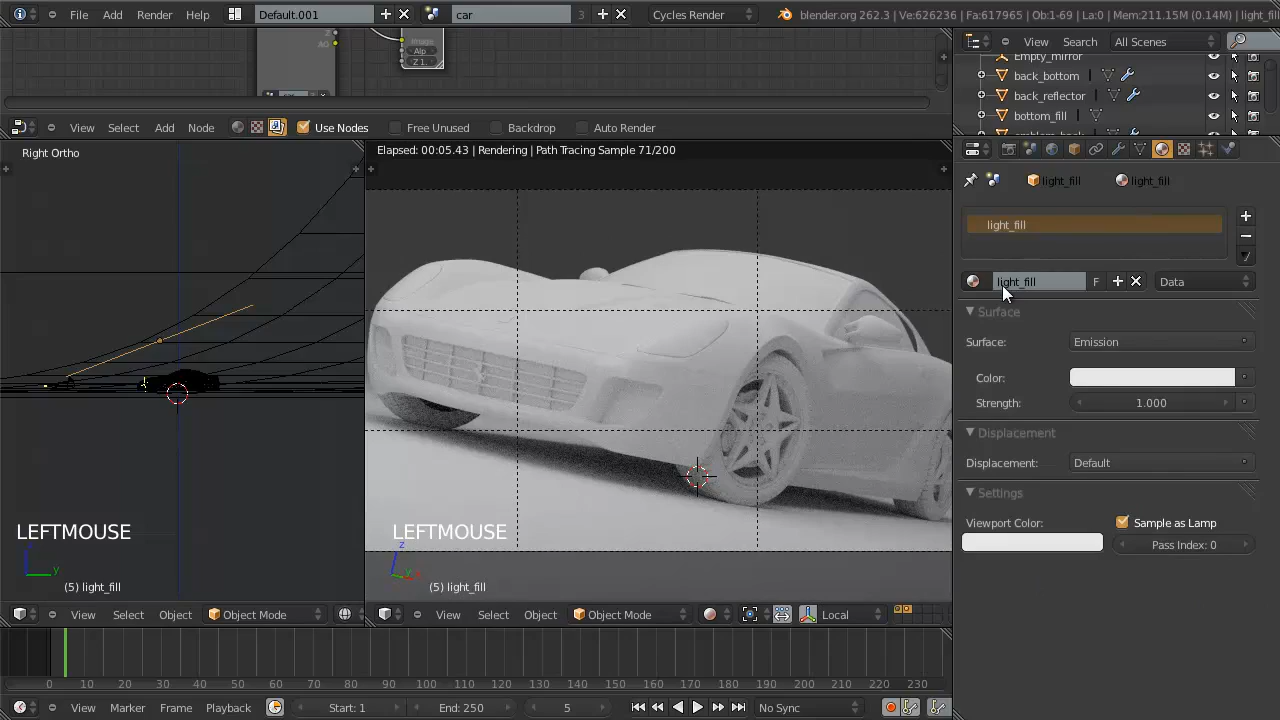 File Add Render Help Default.001 car 3 Cycles Render blender.org 262.3 | Ve:626236 | Fa:617965 | Ob:1-69 | La:0 | Mem:211.15M (0.14M) | light_fil
Image
Alp
Z 1.
View Search All Scenes
Empty_mirror
back_bottom
back_reflector
bottom_fill
View Select Add Node Use Nodes Free Unused Backdrop Auto Render
Right Ortho
Elapsed: 00:05.43 | Rendering | Path Tracing Sample 71/200
light_fill light_fill
light_fill
light_fill F Data
Surface
Surface: Emission
Color:
Strength: 1.000
Displacement
Displacement: Default
Settings
Viewport Color: Sample as Lamp
Pass Index: 0
LEFTMOUSE
LEFTMOUSE
z
y
(5) light_fill
(5) light_fill
View Select Object Object Mode
View Select Object Object Mode Local
0 10 20 30 40 50 60 70 80 90 100 110 120 130 140 150 160 170 180 190 200 210 220 230
View Marker Frame Playback Start: 1 End: 250 5 No Sync